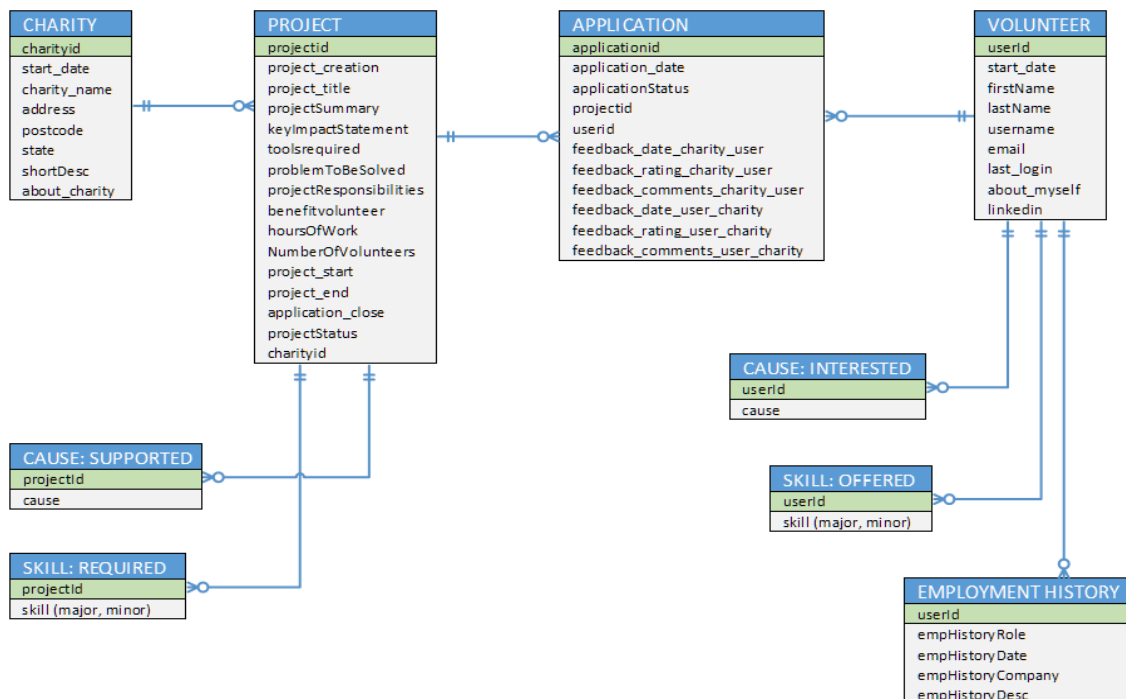 CHARITY
charityid
start_date
charity_name
address
postcode
state
shortDesc
about_charity
PROJECT
projectid
project_creation
project_title
projectSummary
keyImpactStatement
toolsrequired
problemToBeSolved
projectResponsibilities
benefitvolunteer
hoursOfWork
NumberOfVolunteers
project_start
project_end
application_close
projectStatus
charityid
APPLICATION
applicationid
application_date
applicationStatus
projectid
userid
feedback_date_charity_user
feedback_rating_charity_user
feedback_comments_charity_user
feedback_date_user_charity
feedback_rating_user_charity
feedback_comments_user_charity
VOLUNTEER
userId
start_date
firstName
lastName
username
email
last_login
about_myself
linkedin
CAUSE: INTERESTED
userId
cause
CAUSE: SUPPORTED
projectId
cause
SKILL: OFFERED
userId
skill (major, minor)
SKILL: REQUIRED
projectId
skill (major, minor)
EMPLOYMENT HISTORY
userId
empHistoryRole
empHistoryDate
empHistoryCompany
empHistoryDesc